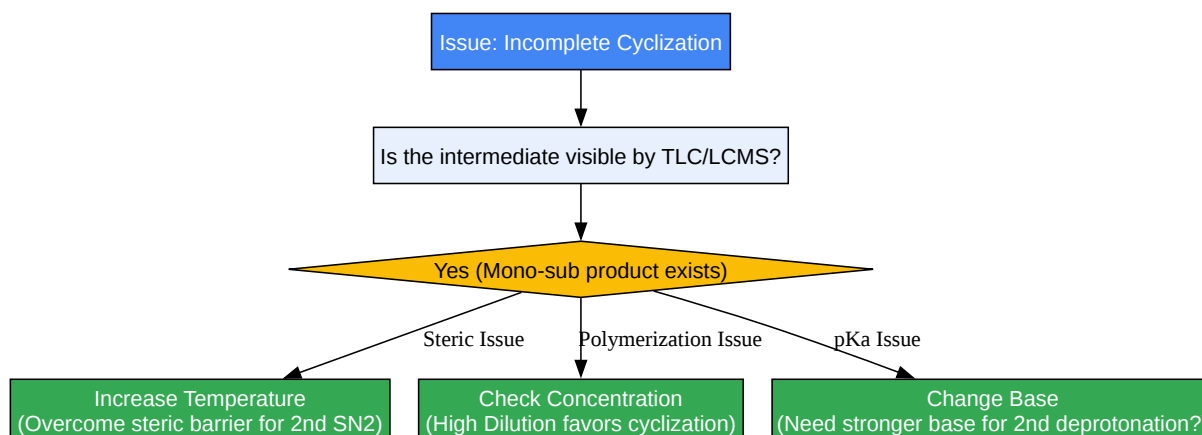 Issue: Incomplete Cyclization
Is the intermediate visible by TLC/LCMS?
Yes (Mono-sub product exists)
Steric Issue
Polymerization Issue
pKa Issue
Increase Temperature
(Overcome steric barrier for 2nd SN2)
Check Concentration
(High Dilution favors cyclization)
Change Base
(Need stronger base for 2nd deprotonation?